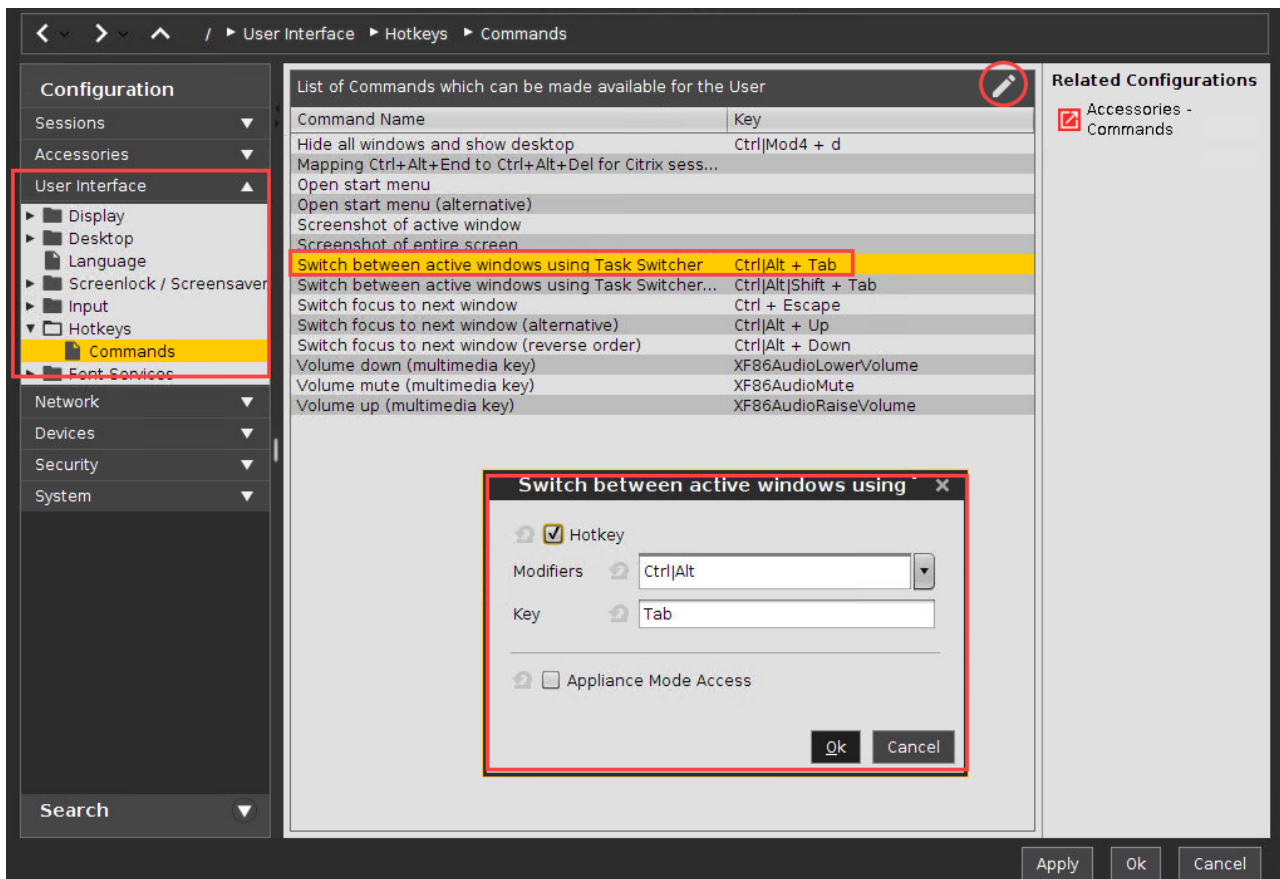 / User Interface Hotkeys Commands
Configuration
Sessions
Accessories
User Interface
Display
Desktop
Language
Screenlock / Screensaver
Input
Hotkeys
Commands
Font Services
Network
Devices
Security
System
Search
List of Commands which can be made available for the User
Command Name Key
Hide all windows and show desktop Ctrl|Mod4 + d
Mapping Ctrl+Alt+End to Ctrl+Alt+Del for Citrix sess...
Open start menu
Open start menu (alternative)
Screenshot of active window
Screenshot of entire screen
Switch between active windows using Task Switcher Ctrl|Alt + Tab
Switch between active windows using Task Switcher... Ctrl|Alt|Shift + Tab
Switch focus to next window Ctrl + Escape
Switch focus to next window (alternative) Ctrl|Alt + Up
Switch focus to next window (reverse order) Ctrl|Alt + Down
Volume down (multimedia key) XF86AudioLowerVolume
Volume mute (multimedia key) XF86AudioMute
Volume up (multimedia key) XF86AudioRaiseVolume
Switch between active windows using
Hotkey
Modifiers Ctrl|Alt
Key Tab
Appliance Mode Access
Ok Cancel
Related Configurations
Accessories -
Commands
Apply Ok Cancel